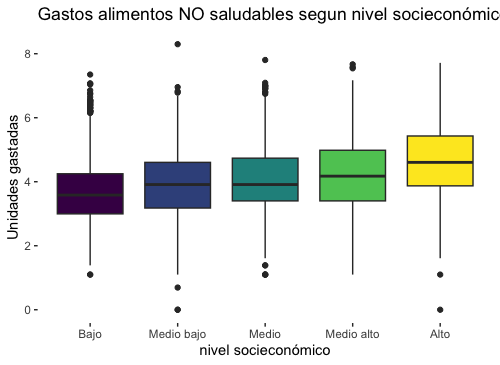 Gastos alimentos NO saludables segun nivel socieconómic
Unidades gastadas
8
6
4
2
0
Bajo Medio bajo Medio Medio alto Alto
nivel socieconómico